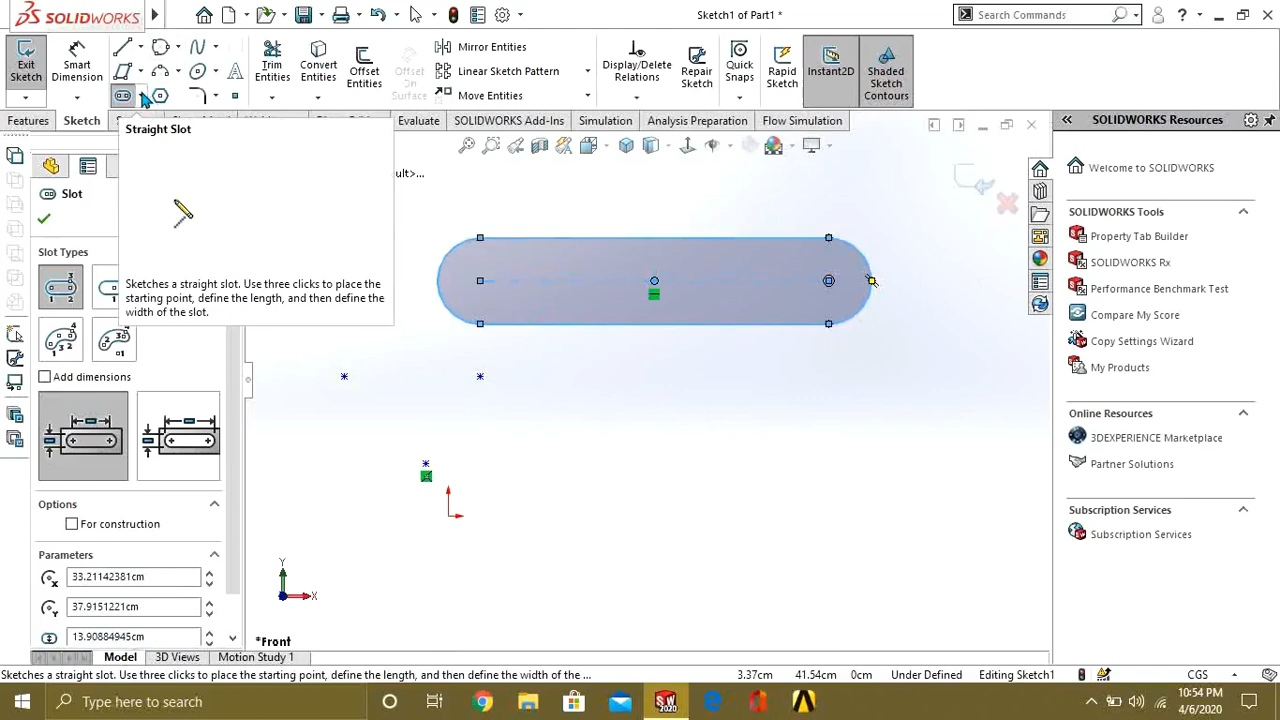 SOLIDWORKS
Sketch1 of Part1 *
Search Commands
Exit
Sketch
Smart
Dimension
Trim
Entities
Convert
Entities
Offset
Entities
Offset
On
Surface
Mirror Entities
Linear Sketch Pattern
Move Entities
Display/Delete
Relations
Repair
Sketch
Quick
Snaps
Rapid
Sketch
Instant2D
Shaded
Sketch
Contours
Features
Sketch
Evaluate
SOLIDWORKS Add-Ins
Simulation
Analysis Preparation
Flow Simulation
SOLIDWORKS Resources
Straight Slot
Sketches a straight slot. Use three clicks to place the
starting point, define the length, and then define the
width of the slot.
ult>...
Slot
Slot Types
Add dimensions
Options
For construction
Parameters
33.21142381cm
37.9151221cm
13.90884945cm
Y
X
*Front
Welcome to SOLIDWORKS
SOLIDWORKS Tools
Property Tab Builder
SOLIDWORKS Rx
Performance Benchmark Test
Compare My Score
Copy Settings Wizard
My Products
Online Resources
3DEXPERIENCE Marketplace
Partner Solutions
Subscription Services
Subscription Services
Model
3D Views
Motion Study 1
Sketches a straight slot. Use three clicks to place the starting point, define the length, and then define the width of the ...
3.37cm
41.54cm
0cm
Under Defined
Editing Sketch1
CGS
Type here to search
10:54 PM
4/6/2020